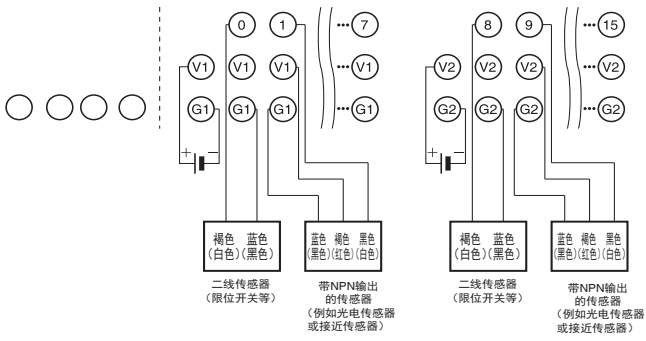 0 1 ··· 7 8 9 ··· 15
V1 V1 V1 ··· V1 V2 V2 V2 ··· V2
G1 G1 G1 ··· G1 G2 G2 G2 ··· G2
+ − + −
褐色 蓝色 蓝色 褐色 黑色 褐色 蓝色 蓝色 褐色 黑色
(白色) (黑色) (黑色) (红色) (白色) (白色) (黑色) (黑色) (红色) (白色)
二线传感器
(限位开关等)
带NPN输出
的传感器
(例如光电传感器
或接近传感器)
二线传感器
(限位开关等)
带NPN输出
的传感器
(例如光电传感器
或接近传感器)